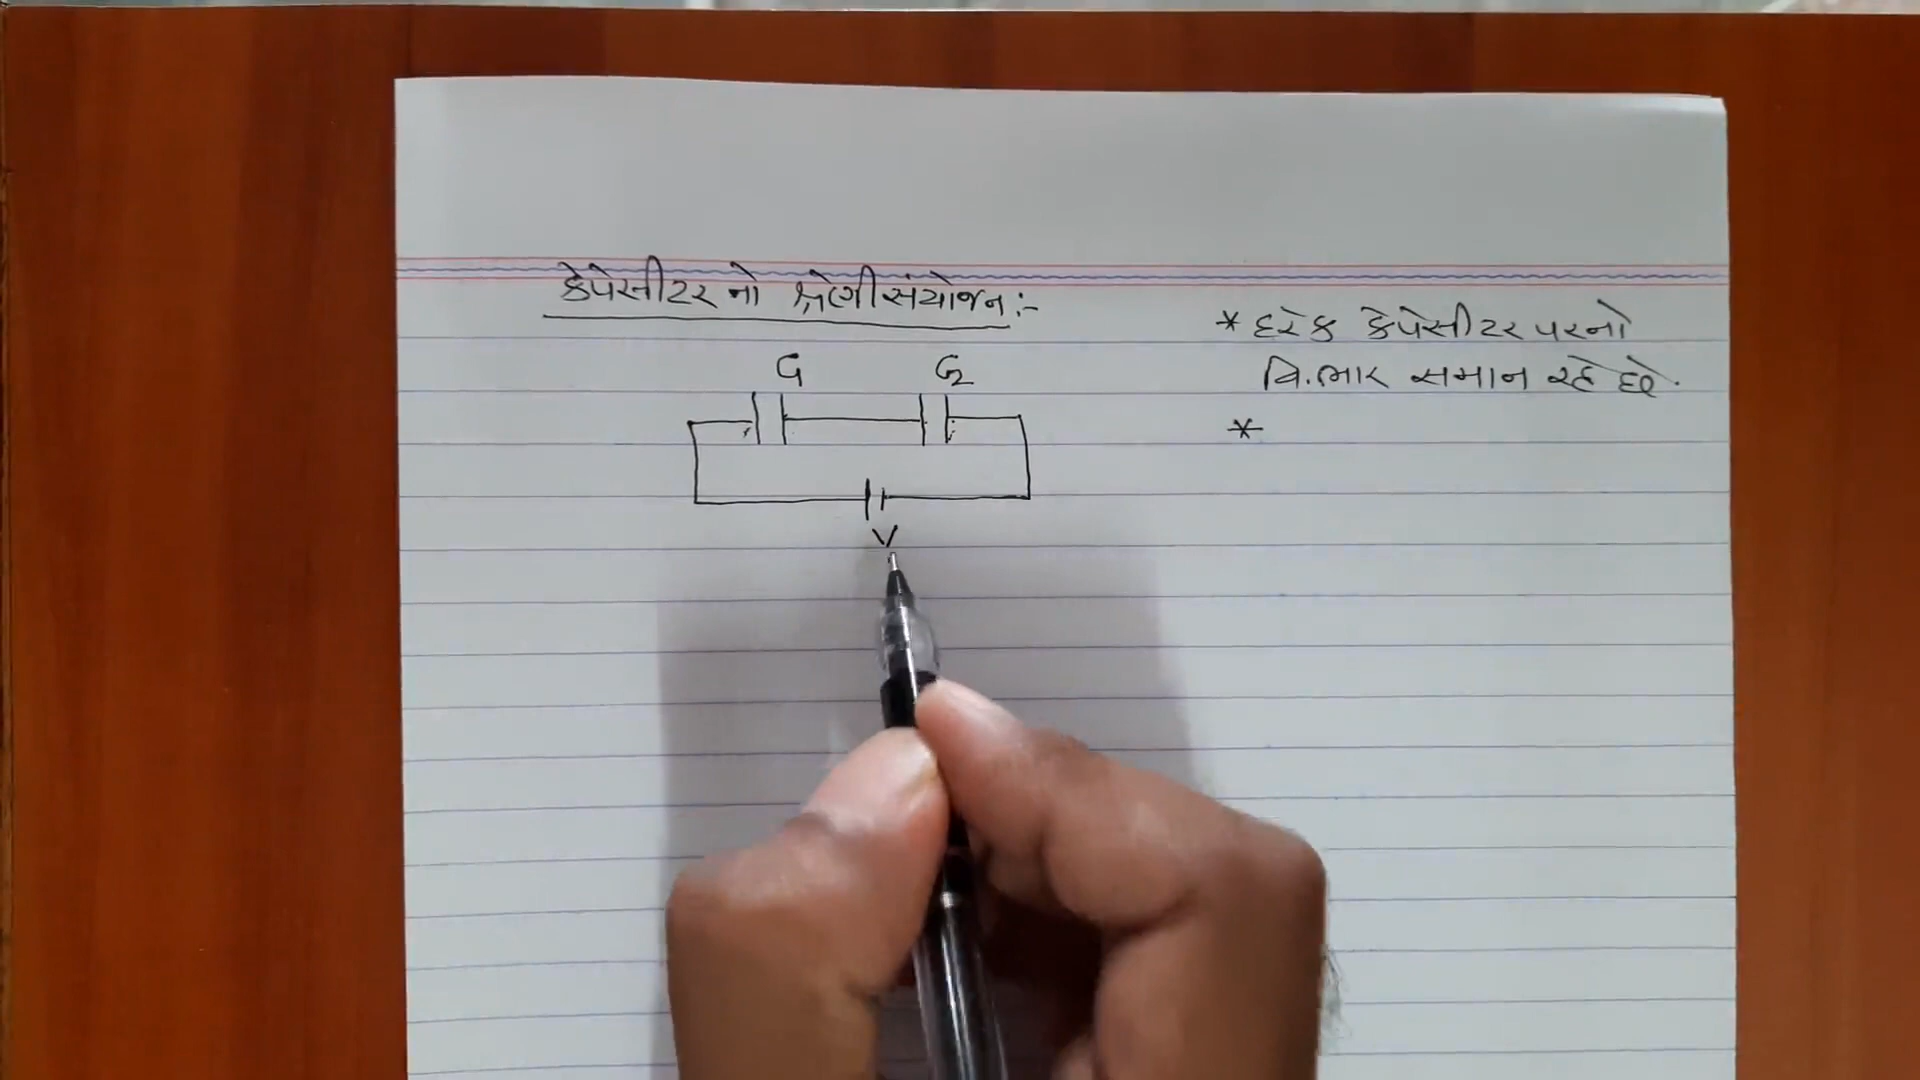 કેપેસીટર નો શ્રેણીસંયોજન :-
* દરેક કેપેસીટર પરનો
વિ.ભાર સમાન રહે છે.
C1 C2
*
V